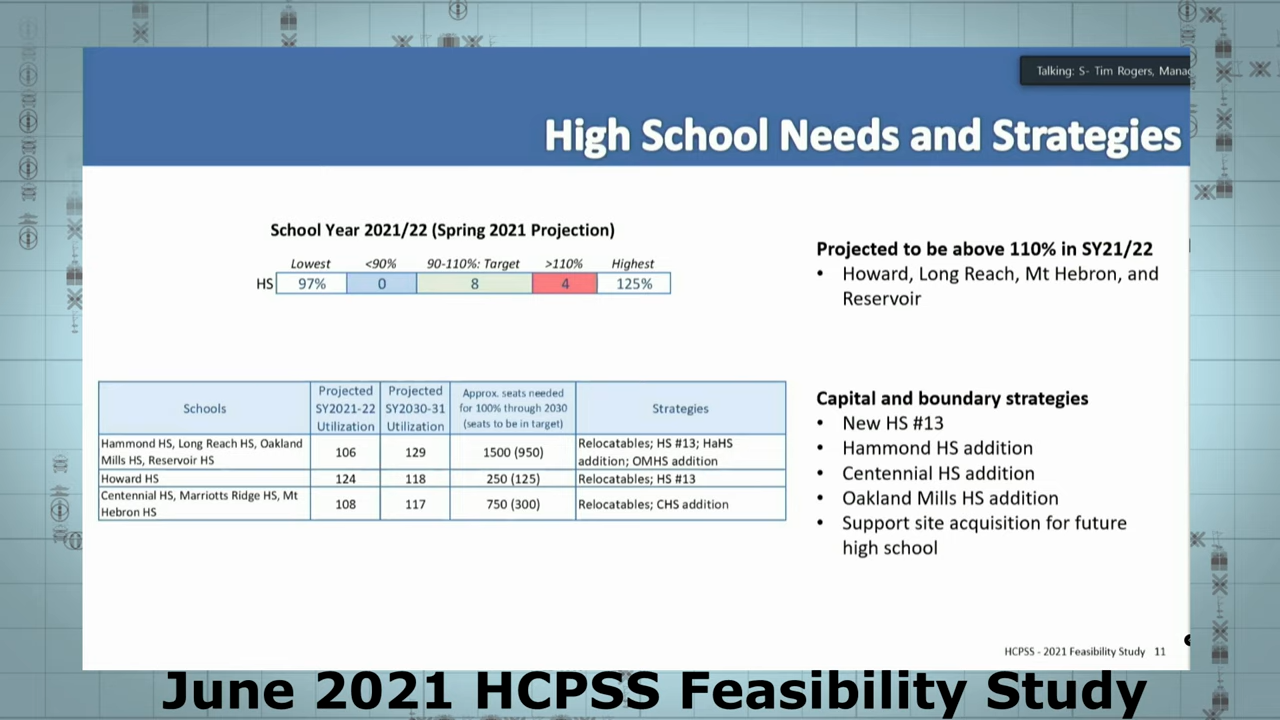 Talking: S- Tim Rogers, Manag
High School Needs and Strategies
School Year 2021/22 (Spring 2021 Projection)
Lowest <90% 90-110%: Target >110% Highest
HS 97% 0 8 4 125%
Projected to be above 110% in SY21/22
• Howard, Long Reach, Mt Hebron, and
Reservoir
Schools
Projected
SY2021-22
Utilization
Projected
SY2030-31
Utilization
Approx. seats needed
for 100% through 2030
(seats to be in target)
Strategies
Hammond HS, Long Reach HS, Oakland
Mills HS, Reservoir HS
106
129
1500 (950)
Relocatables; HS #13; HaHS
addition; OMHS addition
Howard HS
124
118
250 (125)
Relocatables; HS #13
Centennial HS, Marriotts Ridge HS, Mt
Hebron HS
108
117
750 (300)
Relocatables; CHS addition
Capital and boundary strategies
• New HS #13
• Hammond HS addition
• Centennial HS addition
• Oakland Mills HS addition
• Support site acquisition for future
high school
HCPSS - 2021 Feasibility Study 11
June 2021 HCPSS Feasibility Study